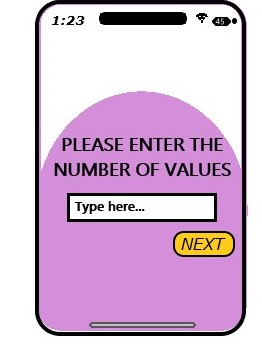 1:23
45
PLEASE ENTER THE
NUMBER OF VALUES
Type here...
NEXT